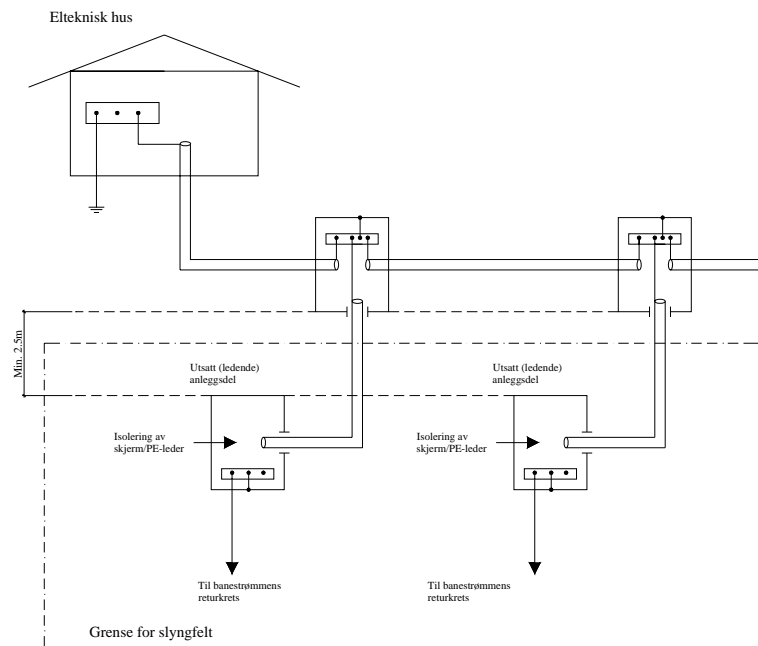 Elteknisk hus
Min. 2.5m
Utsatt (ledende)
anleggsdel
Utsatt (ledende)
anleggsdel
Isolering av
skjerm/PE-leder
Isolering av
skjerm/PE-leder
Til banestrømmens
returkrets
Til banestrømmens
returkrets
Grense for slyngfelt